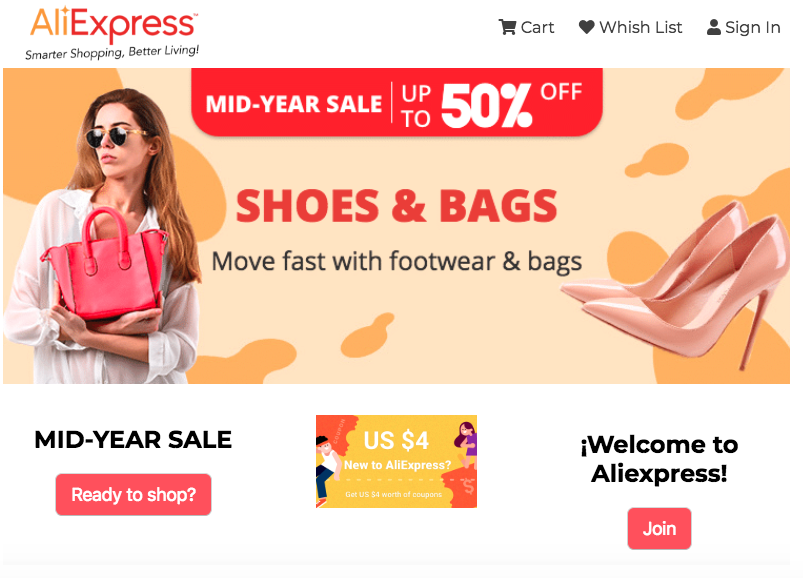 AliExpress™
Smarter Shopping, Better Living!
Cart
Whish List
Sign In
MID-YEAR SALE
UP TO
50%
OFF
SHOES & BAGS
Move fast with footwear & bags
MID-YEAR SALE
Ready to shop?
US $4
New to AliExpress?
Get US $4 worth of coupons
$
¡Welcome to
Aliexpress!
Join